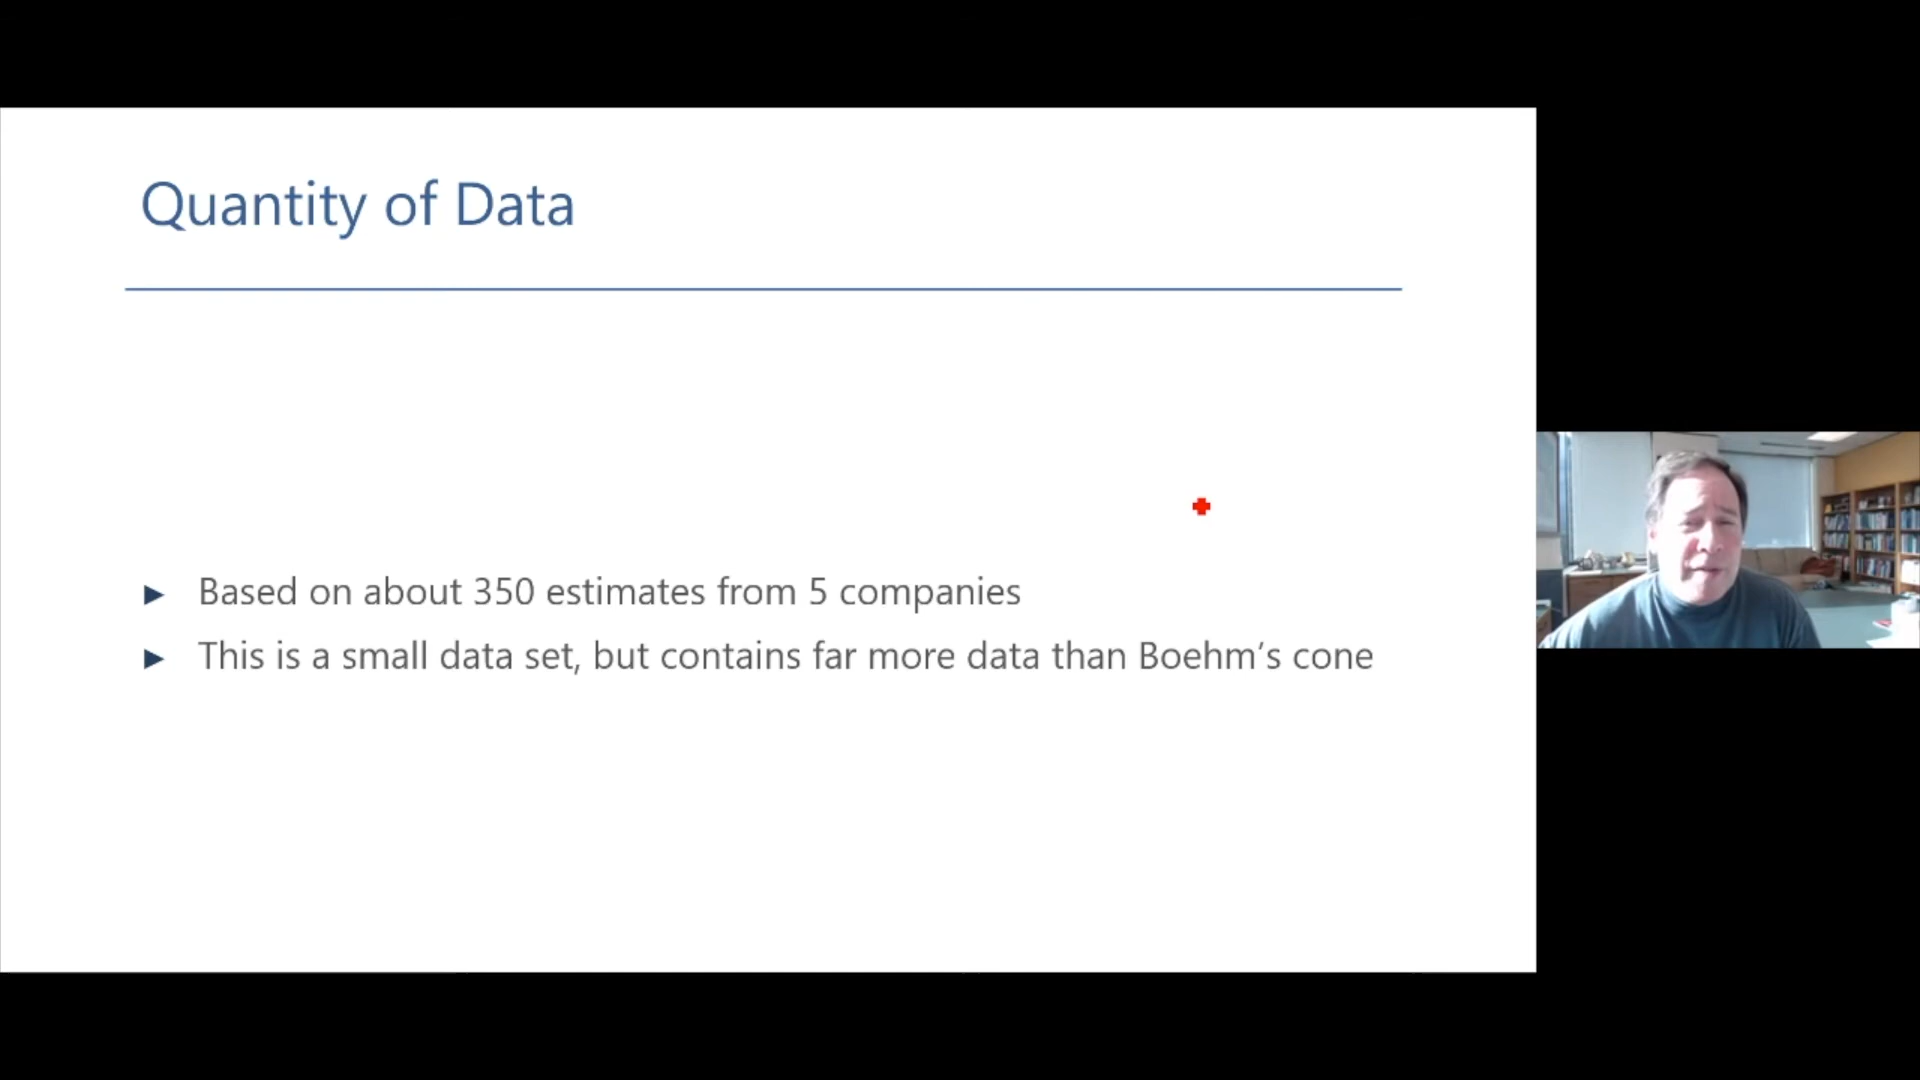 Quantity of Data
► Based on about 350 estimates from 5 companies
► This is a small data set, but contains far more data than Boehm’s cone